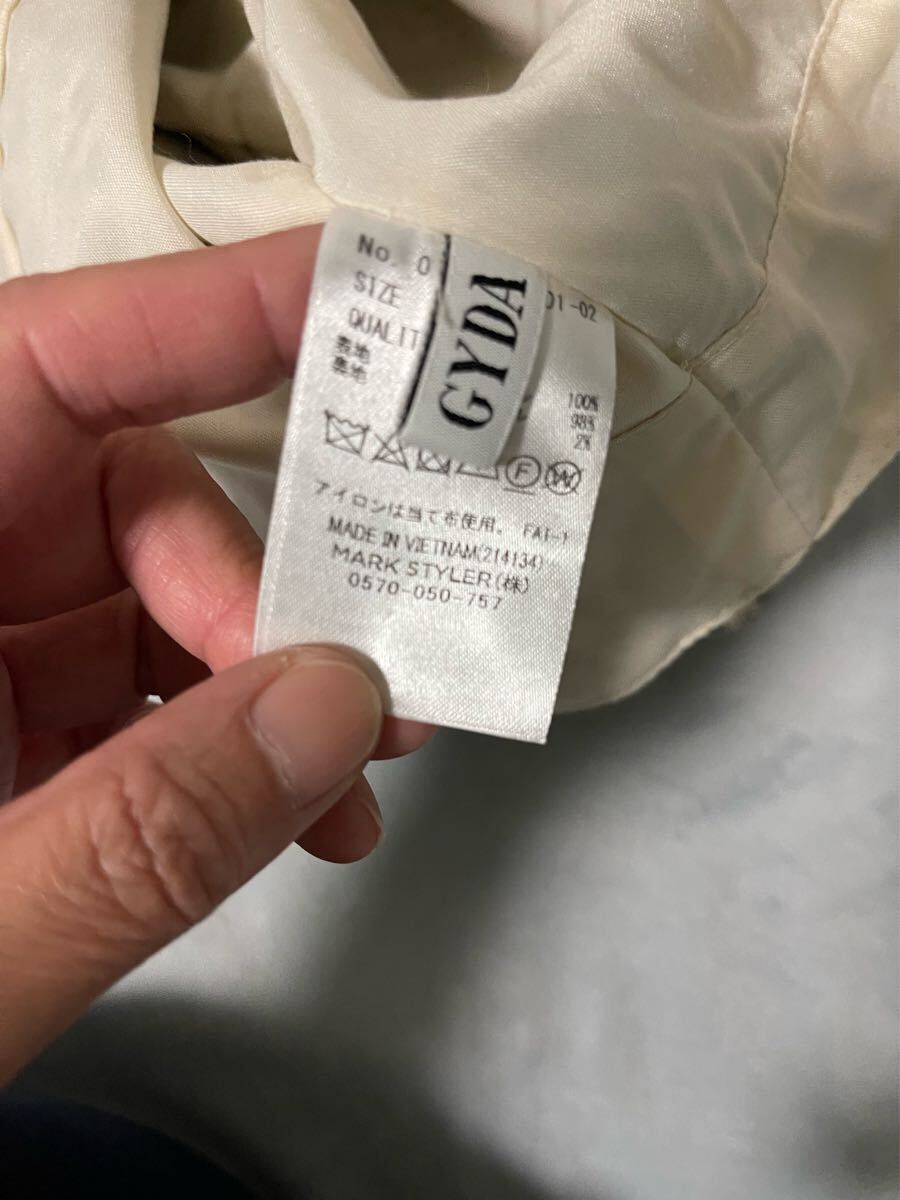 No. 0
01-02
SIZE
QUALIT
表地
100%
裏地
98%
2%
GYDA
F
W
アイロンは当て布使用。 FAI-1
MADE IN VIETNAM(214134)
MARK STYLER(株)
0570-050-757